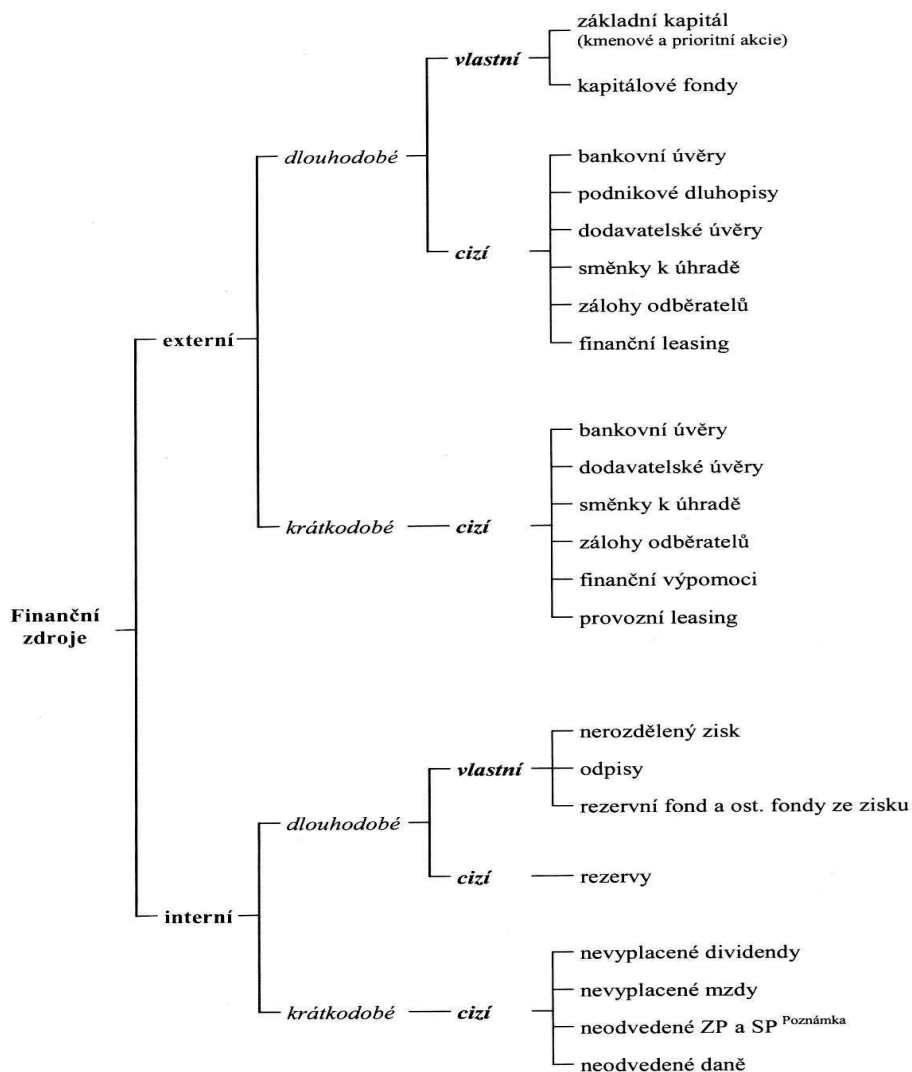 základní kapitál
(kmenové a prioritní akcie)
vlastní
kapitálové fondy
dlouhodobé
bankovní úvěry
podnikové dluhopisy
dodavatelské úvěry
cizí
směnky k úhradě
zálohy odběratelů
externí
finanční leasing
bankovní úvěry
dodavatelské úvěry
směnky k úhradě
krátkodobé
cizí
zálohy odběratelů
finanční výpomoci
provozní leasing
Finanční
zdroje
nerozdělený zisk
vlastní
odpisy
rezervní fond a ost. fondy ze zisku
dlouhodobé
cizí
rezervy
interní
nevyplacené dividendy
nevyplacené mzdy
krátkodobé
cizí
neodvedené ZP a SP Poznámka
neodvedené daně